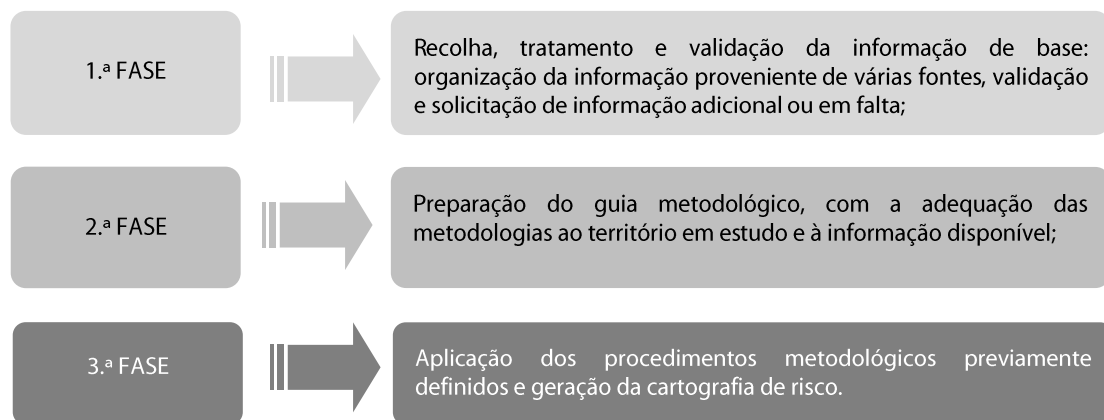 1.ª FASE
Recolha, tratamento e validação da informação de base:
organização da informação proveniente de várias fontes, validação
e solicitação de informação adicional ou em falta;
2.ª FASE
Preparação do guia metodológico, com a adequação das
metodologias ao território em estudo e à informação disponível;
3.ª FASE
Aplicação dos procedimentos metodológicos previamente
definidos e geração da cartografia de risco.